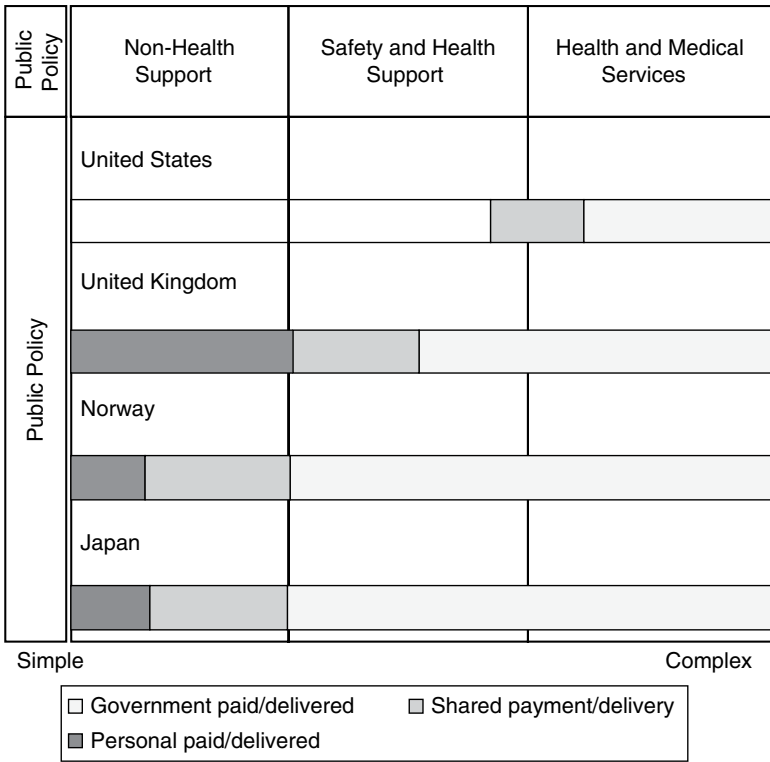 Public
Policy
Non-Health
Support
Safety and Health
Support
Health and Medical
Services
Public Policy
United States
United Kingdom
Norway
Japan
Simple
Complex
Government paid/delivered
Shared payment/delivery
Personal paid/delivered